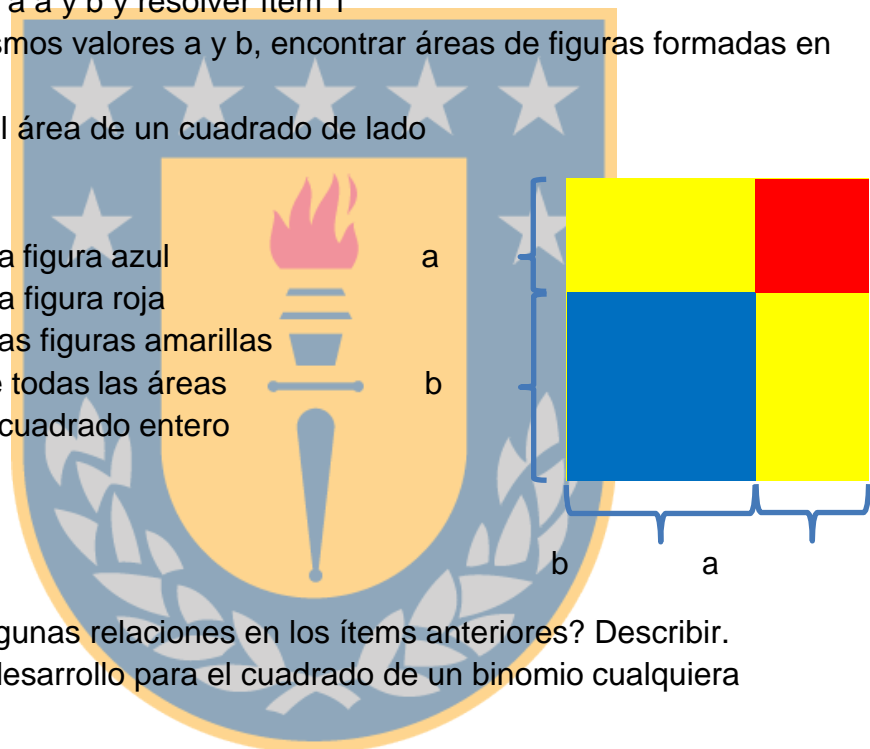 a a y b y resolver ítem 1
smos valores a y b, encontrar áreas de figuras formadas en
l área de un cuadrado de lado
a figura azul a
a figura roja
as figuras amarillas
e todas las áreas b
cuadrado entero
b a
gunas relaciones en los ítems anteriores? Describir.
desarrollo para el cuadrado de un binomio cualquiera